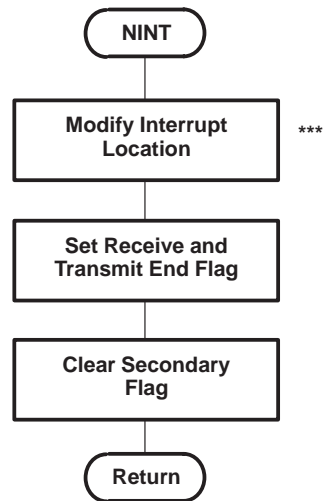 NINT
Modify Interrupt
Location
***
Set Receive and
Transmit End Flag
Clear Secondary
Flag
Return